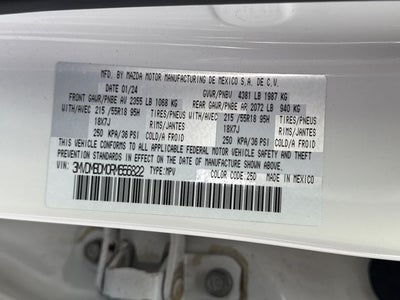 MFD. BY MAZDA MOTOR MANUFACTURING DE MEXICO S.A. DE C.V.
DATE 01/24 GVWR/PNBV 4381 LB 1987 KG
FRONT GAWR/PNBE AV 2355 LB 1068 KG REAR GAWR/PNBE AR 2072 LB 940 KG
WITH/AVEC 215 /55R18 95H TIRES/PNEUS WITH/AVEC 215 /55R18 95H TIRES/PNEUS
18X7J RIMS/JANTES 18X7J RIMS/JANTES
250 KPA/36 PSI COLD/A FROID 250 KPA/36 PSI COLD/A FROID
THIS VEHICLE CONFORMS TO ALL APPLICABLE FEDERAL MOTOR VEHICLE SAFETY AND THEFT
PREVENTION STANDARDS IN EFFECT ON THE DATE OF MANUFACTURE SHOWN ABOVE.
VIN: TYPE:MPV COLOR CODE:25D MADE IN MEXICO